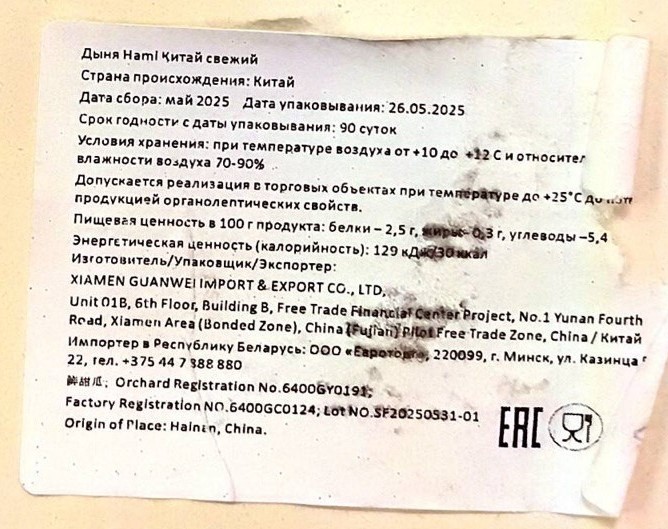 Дыня Hami Китай свежий
Страна происхождения: Китай
Дата сбора: май 2025 Дата упаковывания: 26.05.2025
Срок годности с даты упаковывания: 90 суток
Условия хранения: при температуре воздуха от +10 до +12 С и относител
влажности воздуха 70-90%
Допускается реализация в торговых объектах при температуре до +25°С до
продукцией органолептических свойств.
Пищевая ценность в 100 г продукта: белки – 2,5 г, жиры- 0,3 г, углеводы –5,4
Энергетическая ценность (калорийность): 129 кДж/30 ккал
Изготовитель/Упаковщик/Экспортер:
XIAMEN GUANWEI IMPORT & EXPORT CO., LTD,
Unit 01B, 6th Floor, Building B, Free Trade Financial Center Project, No.1 Yunan Fourth
Road, Xiamen Area (Bonded Zone), China (Fujian) Pilot Free Trade Zone, China / Китай
Импортер в Республику Беларусь: ООО «Евроторг», 220099, г. Минск, ул. Казинца
22, тел. +375 44 7 888 880
甜瓜; Orchard Registration No.6400GY0191;
Factory Registration NO.6400GC0124; Lot NO.SF20250531-01
Origin of Place: Hainan, China.
EAC